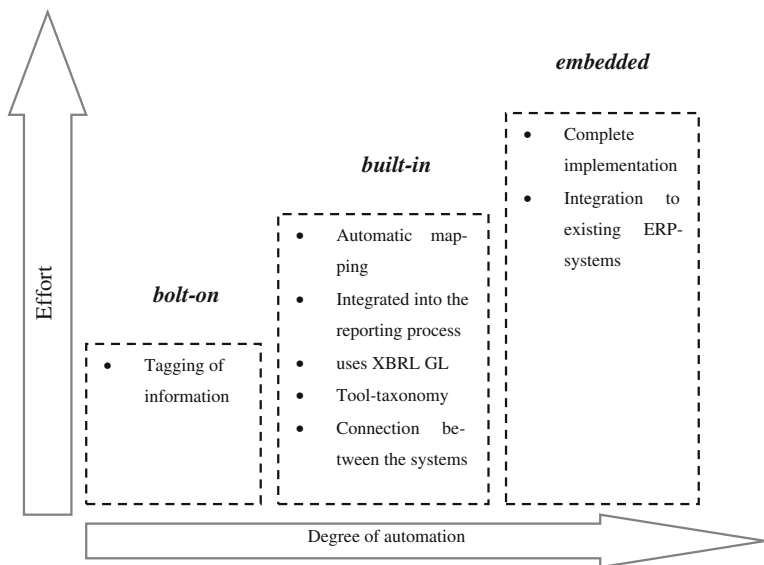 embedded
• Complete
implementation
• Integration to
existing ERP-
systems
built-in
• Automatic map-
ping
• Integrated into the
reporting process
• uses XBRL GL
• Tool-taxonomy
• Connection be-
tween the systems
bolt-on
• Tagging of
information
Effort
Degree of automation